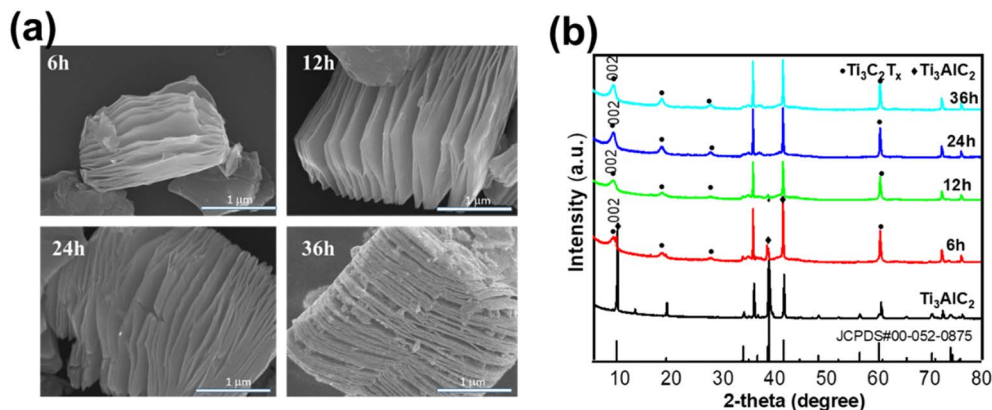 (a)
6h
1 μm
12h
1 μm
24h
1 μm
36h
1 μm
(b)
Intensity (a.u.)
•Ti₃C₂Tₓ ♦Ti₃AlC₂
002
36h
002
24h
002
12h
002
6h
Ti₃AlC₂
JCPDS#00-052-0875
10 20 30 40 50 60 70 80
2-theta (degree)